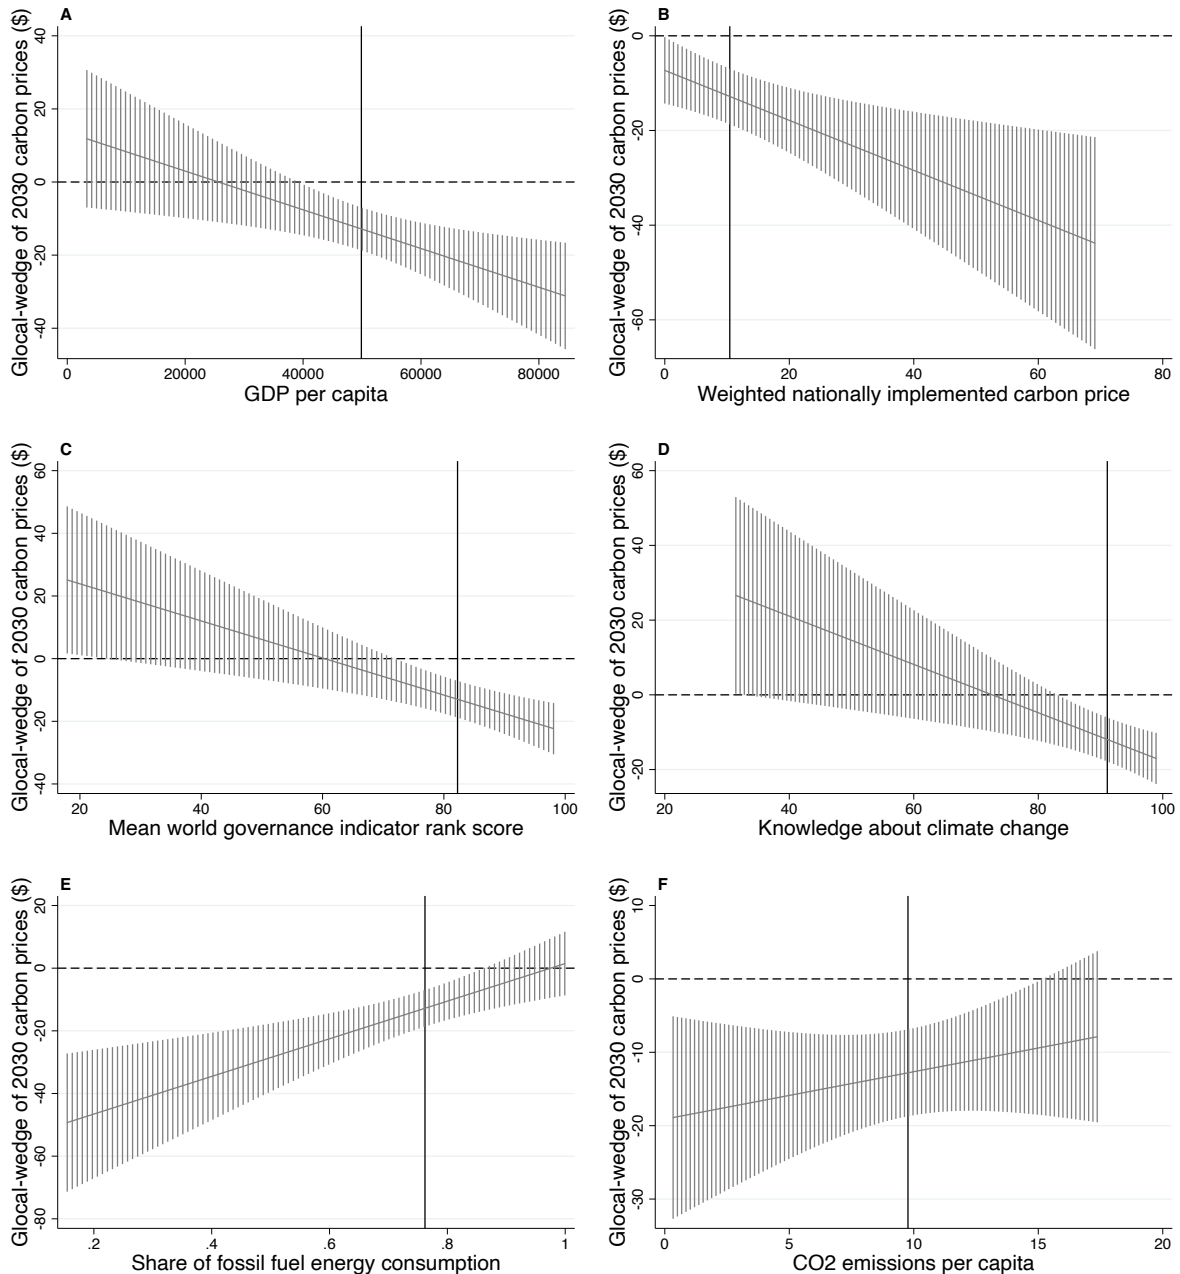 A
Glocal-wedge of 2030 carbon prices ($)
40
20
0
-20
-40
0 20000 40000 60000 80000
GDP per capita
B
Glocal-wedge of 2030 carbon prices ($)
0
-20
-40
-60
0 20 40 60 80
Weighted nationally implemented carbon price
C
Glocal-wedge of 2030 carbon prices ($)
60
40
20
0
-20
-40
20 40 60 80 100
Mean world governance indicator rank score
D
Glocal-wedge of 2030 carbon prices ($)
60
40
20
0
-20
20 40 60 80 100
Knowledge about climate change
E
Glocal-wedge of 2030 carbon prices ($)
20
0
-20
-40
-60
-80
.2 .4 .6 .8 1
Share of fossil fuel energy consumption
F
Glocal-wedge of 2030 carbon prices ($)
10
0
-10
-20
-30
0 5 10 15 20
CO2 emissions per capita